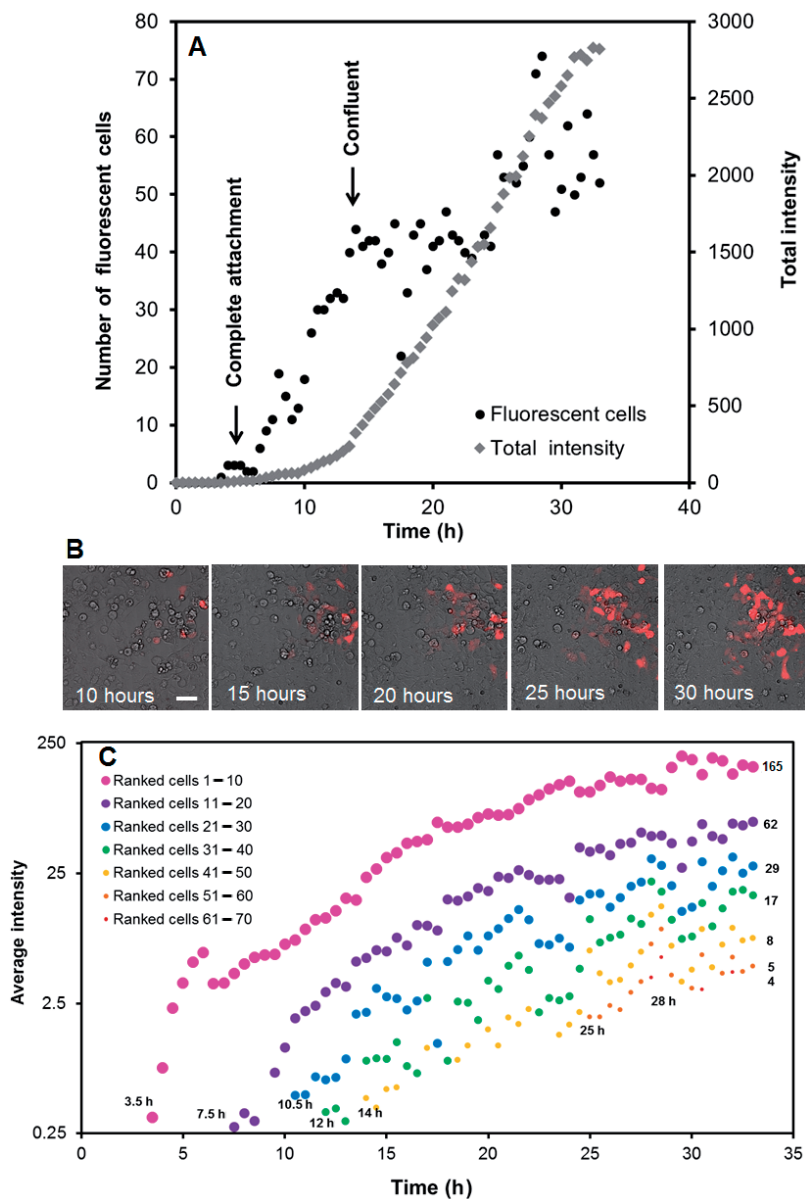 A
80
70
60
50
40
30
20
10
0
Number of fluorescent cells
3000
2500
2000
1500
1000
500
0
Total intensity
Complete attachment
Confluent
Fluorescent cells
Total intensity
0
10
20
30
40
Time (h)
B
10 hours
15 hours
20 hours
25 hours
30 hours
C
250
25
2.5
0.25
Average intensity
Ranked cells 1–10
Ranked cells 11–20
Ranked cells 21–30
Ranked cells 31–40
Ranked cells 41–50
Ranked cells 51–60
Ranked cells 61–70
165
62
29
17
8
5
4
3.5 h
7.5 h
10.5 h
12 h
14 h
25 h
28 h
0
5
10
15
20
25
30
35
Time (h)